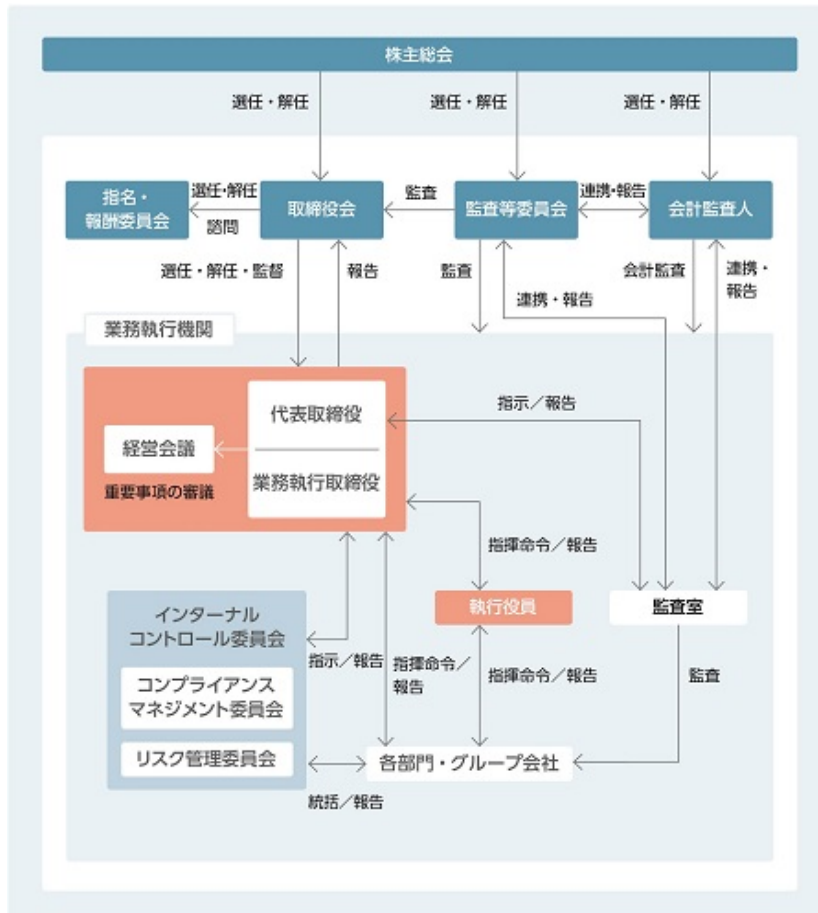 株主総会
選任・解任
選任・解任
選任・解任
指名・
報酬委員会
選任・解任
諮問
取締役会
監査
監査等委員会
連携・報告
会計監査人
選任・解任・監督
報告
監査
連携・報告
会計監査
連携・
報告
業務執行機関
代表取締役
業務執行取締役
経営会議
重要事項の審議
指示／報告
指揮命令／報告
執行役員
監査室
インターナル
コントロール委員会
指示／報告
指揮命令／
報告
指揮命令／報告
監査
コンプライアンス
マネジメント委員会
リスク管理委員会
各部門・グループ会社
統括／報告